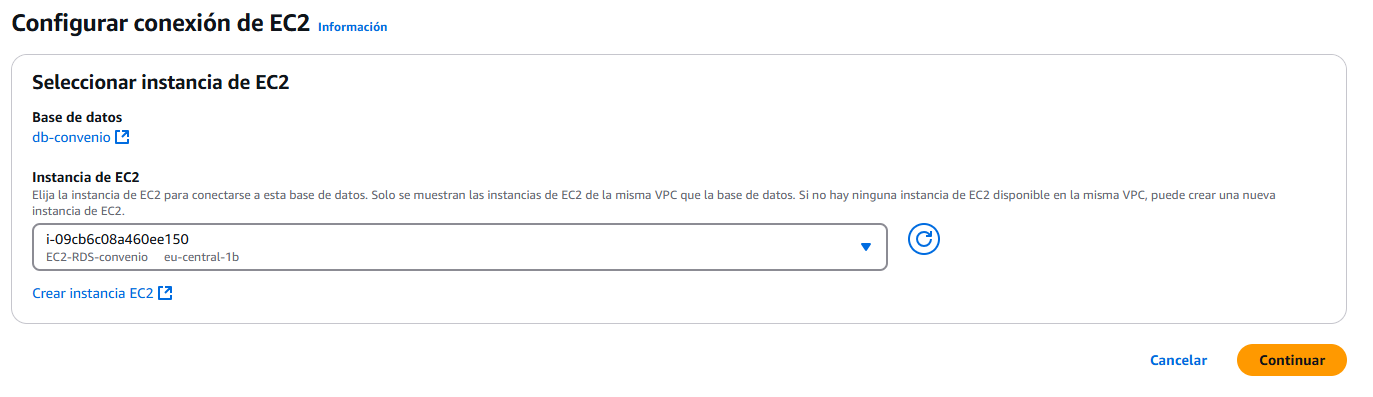 Configurar conexión de EC2 Información
Seleccionar instancia de EC2
Base de datos
db-convenio
Instancia de EC2
Elija la instancia de EC2 para conectarse a esta base de datos. Solo se muestran las instancias de EC2 de la misma VPC que la base de datos. Si no hay ninguna instancia de EC2 disponible en la misma VPC, puede crear una nueva
instancia de EC2.
i-09cb6c08a460ee150
EC2-RDS-convenio eu-central-1b
Crear instancia EC2
Cancelar Continuar